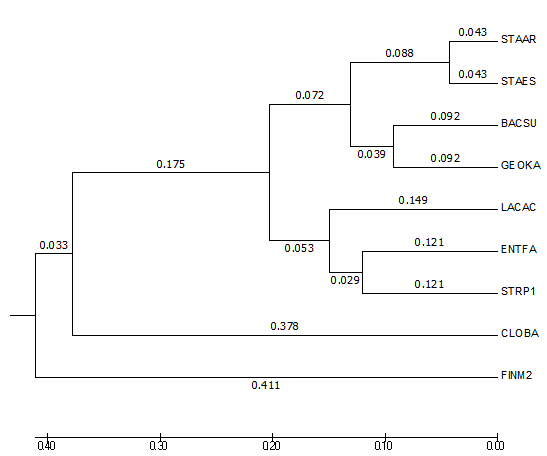 0.043
STAAR
0.088
0.043
STAES
0.072
0.092
BACSU
0.039
0.092
GEOKA
0.175
0.149
LACAC
0.053
0.121
ENTFA
0.033
0.029
0.121
STRP1
0.378
CLOBA
0.411
FINM2
0.40 0.30 0.20 0.10 0.00